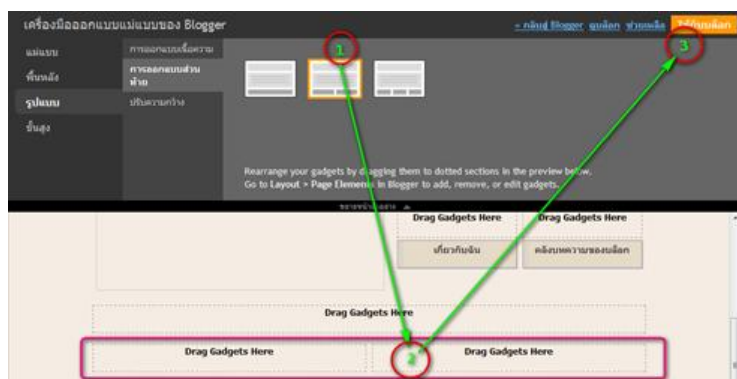 เครื่องมือออกแบบแม่แบบของ Blogger
« กลับสู่ Blogger ดูบล็อก ช่วยเหลือ ใช้กับบล็อก
แม่แบบ
พื้นหลัง
รูปแบบ
ขั้นสูง
การออกแบบเนื้อความ
การออกแบบส่วน
ท้าย
ปรับความกว้าง
1
3
Rearrange your gadgets by dragging them to dotted sections in the preview below.
Go to Layout > Page Elements in Blogger to add, remove, or edit gadgets.
Drag Gadgets Here
Drag Gadgets Here
เกี่ยวกับฉัน
คลังบทความของบล็อก
Drag Gadgets Here
Drag Gadgets Here
2
Drag Gadgets Here